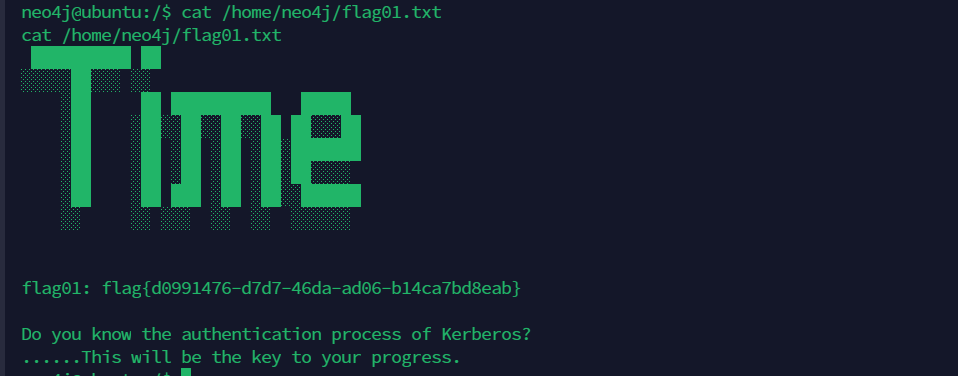 neo4j@ubuntu:/$ cat /home/neo4j/flag01.txt
cat /home/neo4j/flag01.txt
Time
flag01: flag{d0991476-d7d7-46da-ad06-b14ca7bd8eab}
Do you know the authentication process of Kerberos?
......This will be the key to your progress.